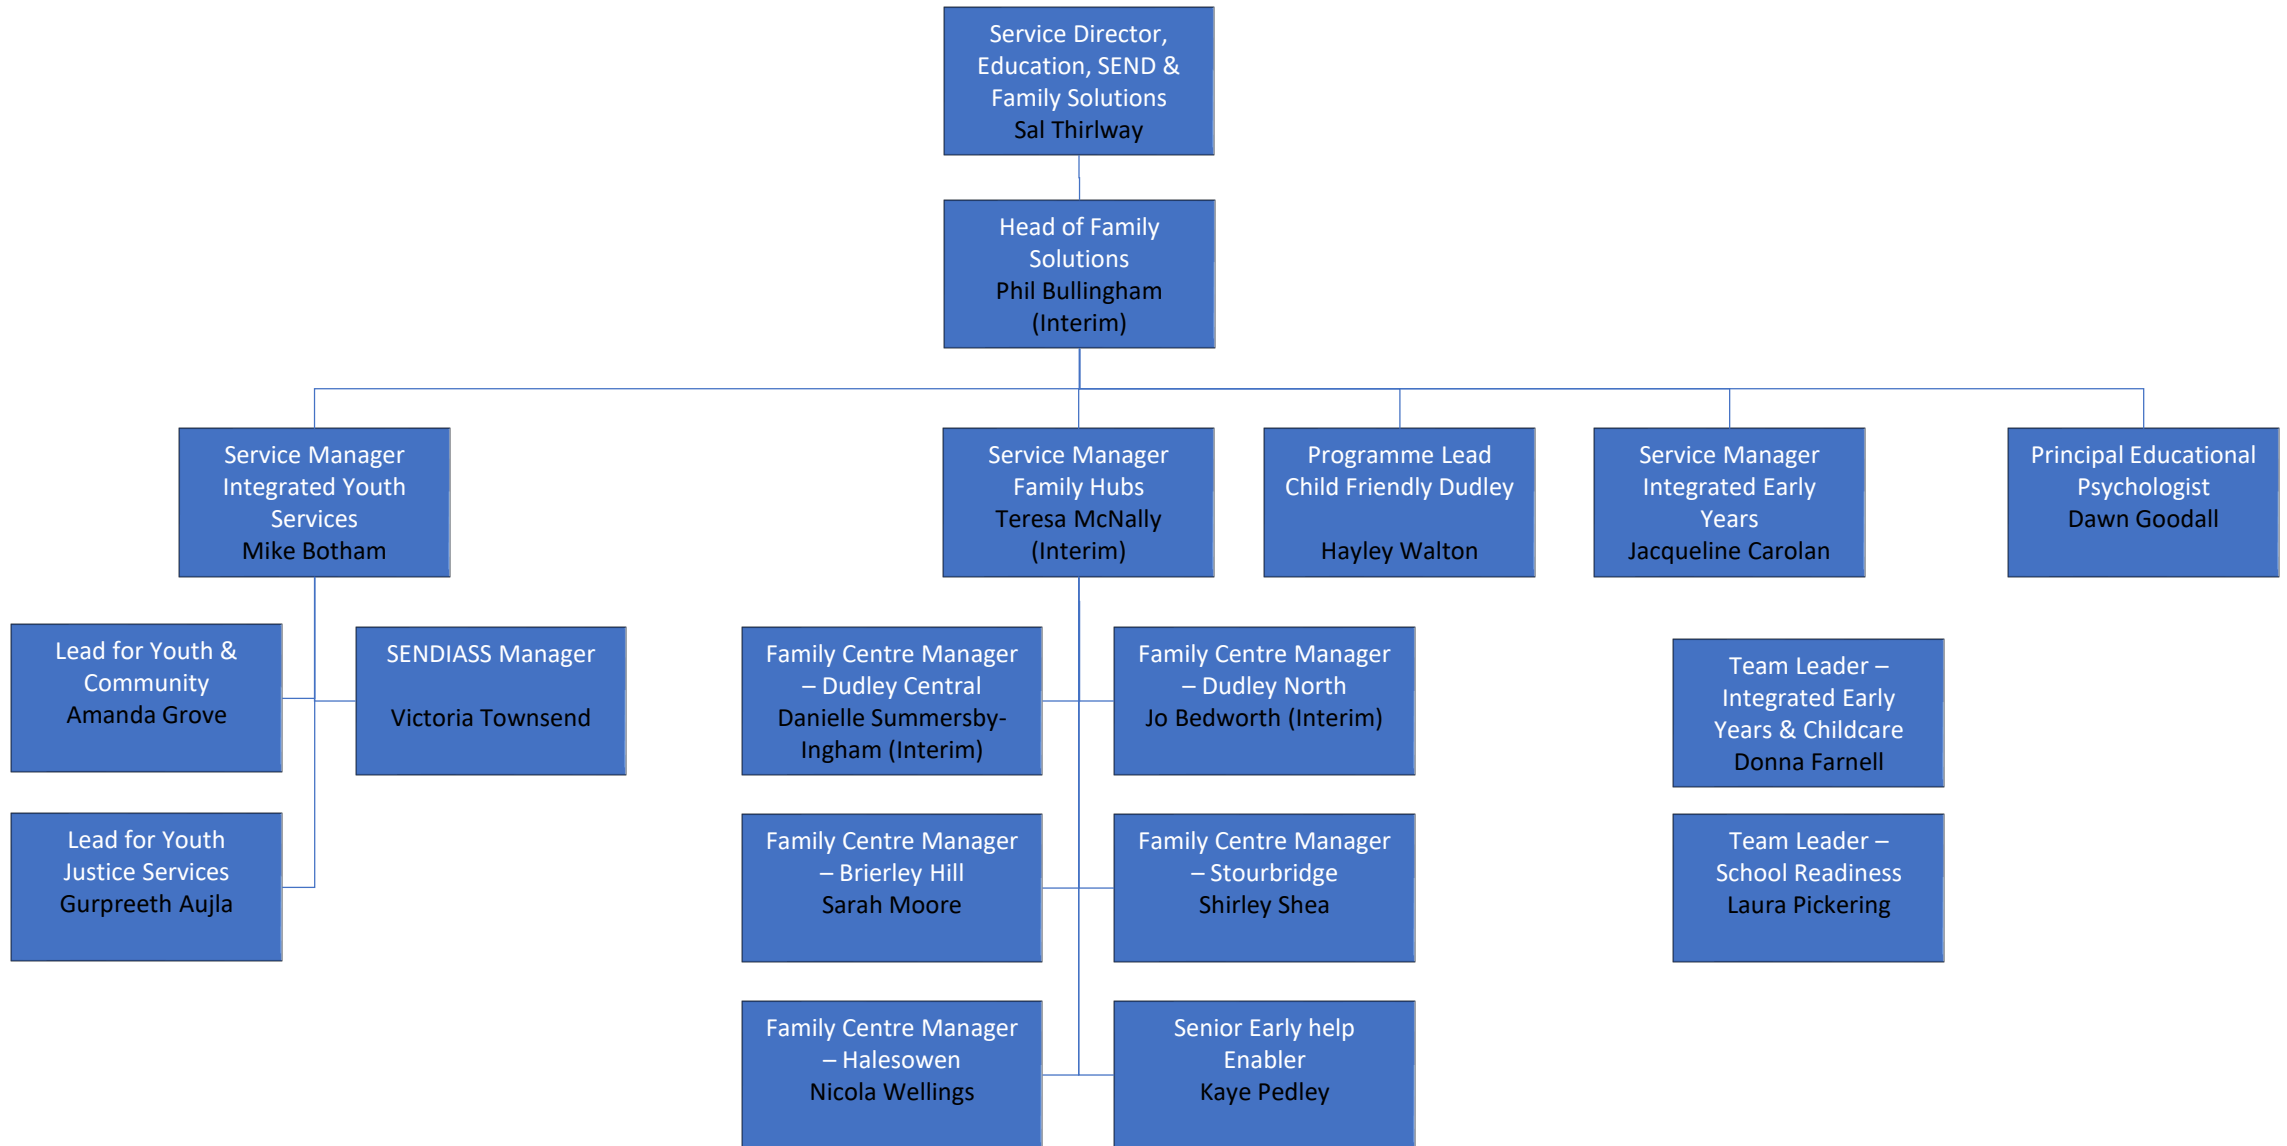 Service Director,
Education, SEND &
Family Solutions
Sal Thirlway
Head of Family
Solutions
Phil Bullingham
(Interim)
Service Manager
Integrated Youth
Services
Mike Botham
Service Manager
Family Hubs
Teresa McNally
(Interim)
Programme Lead
Child Friendly Dudley
Hayley Walton
Service Manager
Integrated Early
Years
Jacqueline Carolan
Principal Educational
Psychologist
Dawn Goodall
Lead for Youth &
Community
Amanda Grove
SENDIASS Manager
Victoria Townsend
Family Centre Manager
– Dudley Central
Danielle Summersby-
Ingham (Interim)
Family Centre Manager
– Dudley North
Jo Bedworth (Interim)
Team Leader –
Integrated Early
Years & Childcare
Donna Farnell
Lead for Youth
Justice Services
Gurpreeth Aujla
Family Centre Manager
– Brierley Hill
Sarah Moore
Family Centre Manager
– Stourbridge
Shirley Shea
Team Leader –
School Readiness
Laura Pickering
Family Centre Manager
– Halesowen
Nicola Wellings
Senior Early help
Enabler
Kaye Pedley